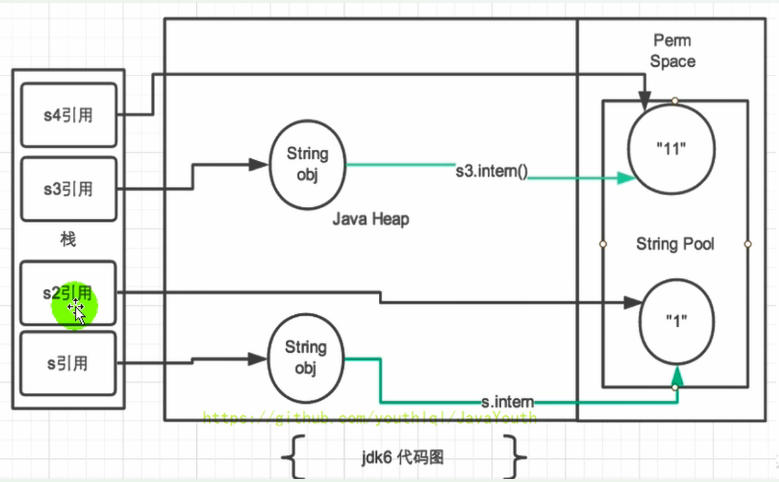 Perm
Space
s4引用
"11"
String
obj
s3.intern()
s3引用
Java Heap
栈
String Pool
s2引用
"1"
String
obj
s引用
s.intern
https://github.com/youthlql/JavaYouth
jdk6 代码图